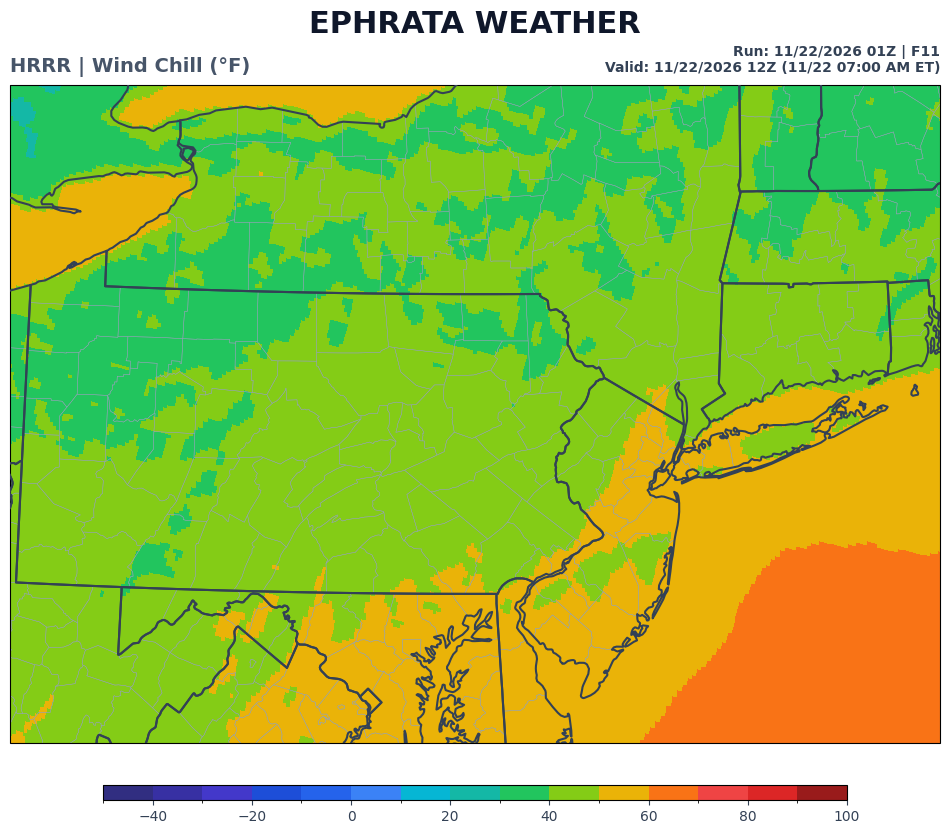 EPHRATA WEATHER
HRRR | Wind Chill (°F)
Run: 11/22/2026 01Z | F11
Valid: 11/22/2026 12Z (11/22 07:00 AM ET)
−40 −20 0 20 40 60 80 100